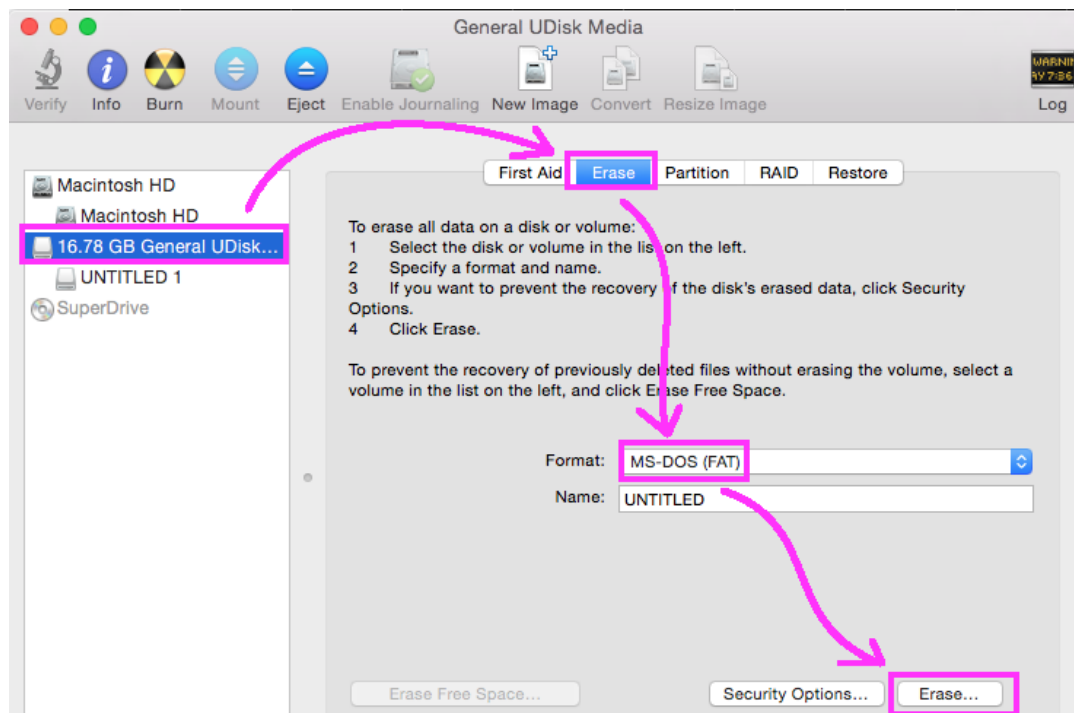 General UDisk Media
Verify Info Burn Mount Eject Enable Journaling New Image Convert Resize Image Log
First Aid Erase Partition RAID Restore
Macintosh HD
Macintosh HD
16.78 GB General UDisk...
UNTITLED 1
SuperDrive
To erase all data on a disk or volume:
1 Select the disk or volume in the list on the left.
2 Specify a format and name.
3 If you want to prevent the recovery of the disk's erased data, click Security
Options.
4 Click Erase.
To prevent the recovery of previously deleted files without erasing the volume, select a
volume in the list on the left, and click Erase Free Space.
Format: MS-DOS (FAT)
Name: UNTITLED
Erase Free Space... Security Options... Erase...